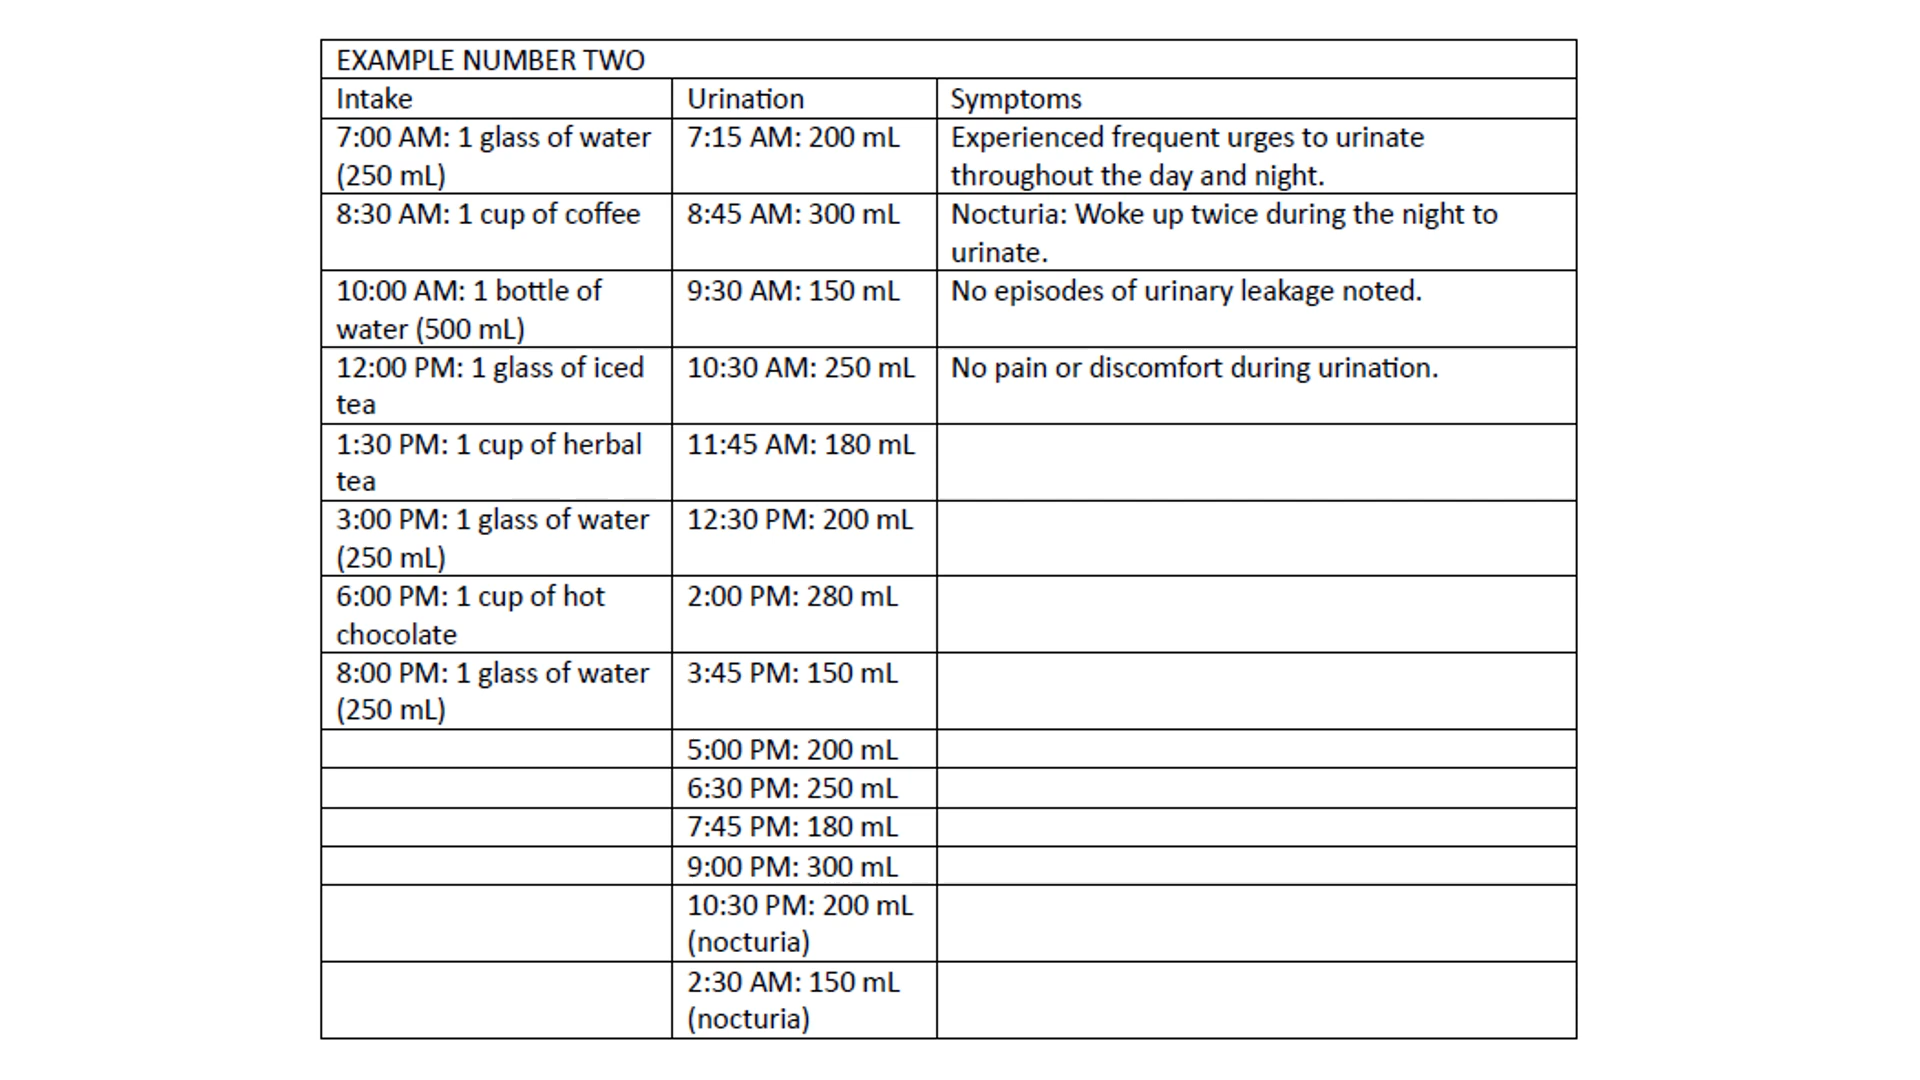 EXAMPLE NUMBER TWO
Intake
Urination
Symptoms
7:00 AM: 1 glass of water
(250 mL)
7:15 AM: 200 mL
Experienced frequent urges to urinate
throughout the day and night.
8:30 AM: 1 cup of coffee
8:45 AM: 300 mL
Nocturia: Woke up twice during the night to
urinate.
10:00 AM: 1 bottle of
water (500 mL)
9:30 AM: 150 mL
No episodes of urinary leakage noted.
12:00 PM: 1 glass of iced
tea
10:30 AM: 250 mL
No pain or discomfort during urination.
1:30 PM: 1 cup of herbal
tea
11:45 AM: 180 mL
3:00 PM: 1 glass of water
(250 mL)
12:30 PM: 200 mL
6:00 PM: 1 cup of hot
chocolate
2:00 PM: 280 mL
8:00 PM: 1 glass of water
(250 mL)
3:45 PM: 150 mL
5:00 PM: 200 mL
6:30 PM: 250 mL
7:45 PM: 180 mL
9:00 PM: 300 mL
10:30 PM: 200 mL
(nocturia)
2:30 AM: 150 mL
(nocturia)